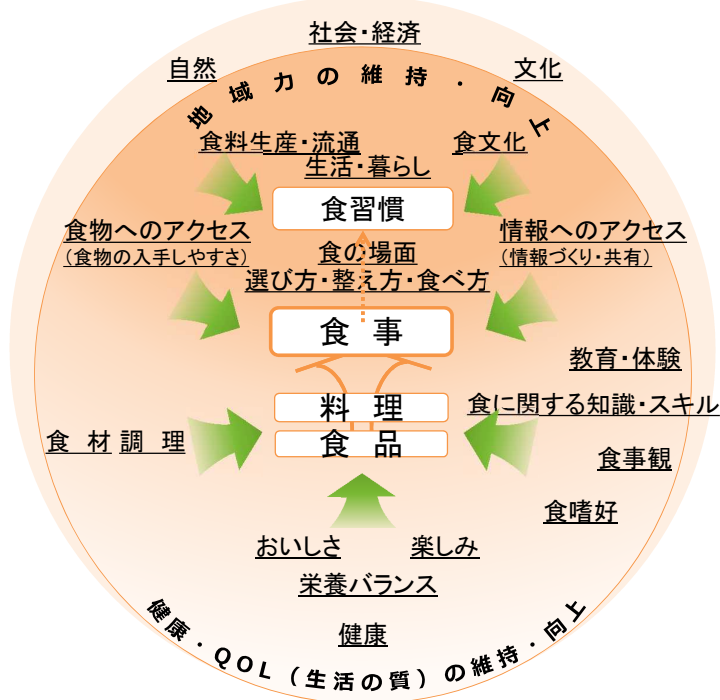 社会・経済
自然
文化
地域力の維持・向上
食料生産・流通
食文化
生活・暮らし
食習慣
食物へのアクセス
(食物の入手しやすさ)
情報へのアクセス
(情報づくり・共有)
食の場面
選び方・整え方・食べ方
食 事
教育・体験
料 理
食に関する知識・スキル
食 品
食 材 調 理
食事観
食嗜好
おいしさ
楽しみ
栄養バランス
健康
健康・QOL(生活の質)の維持・向上